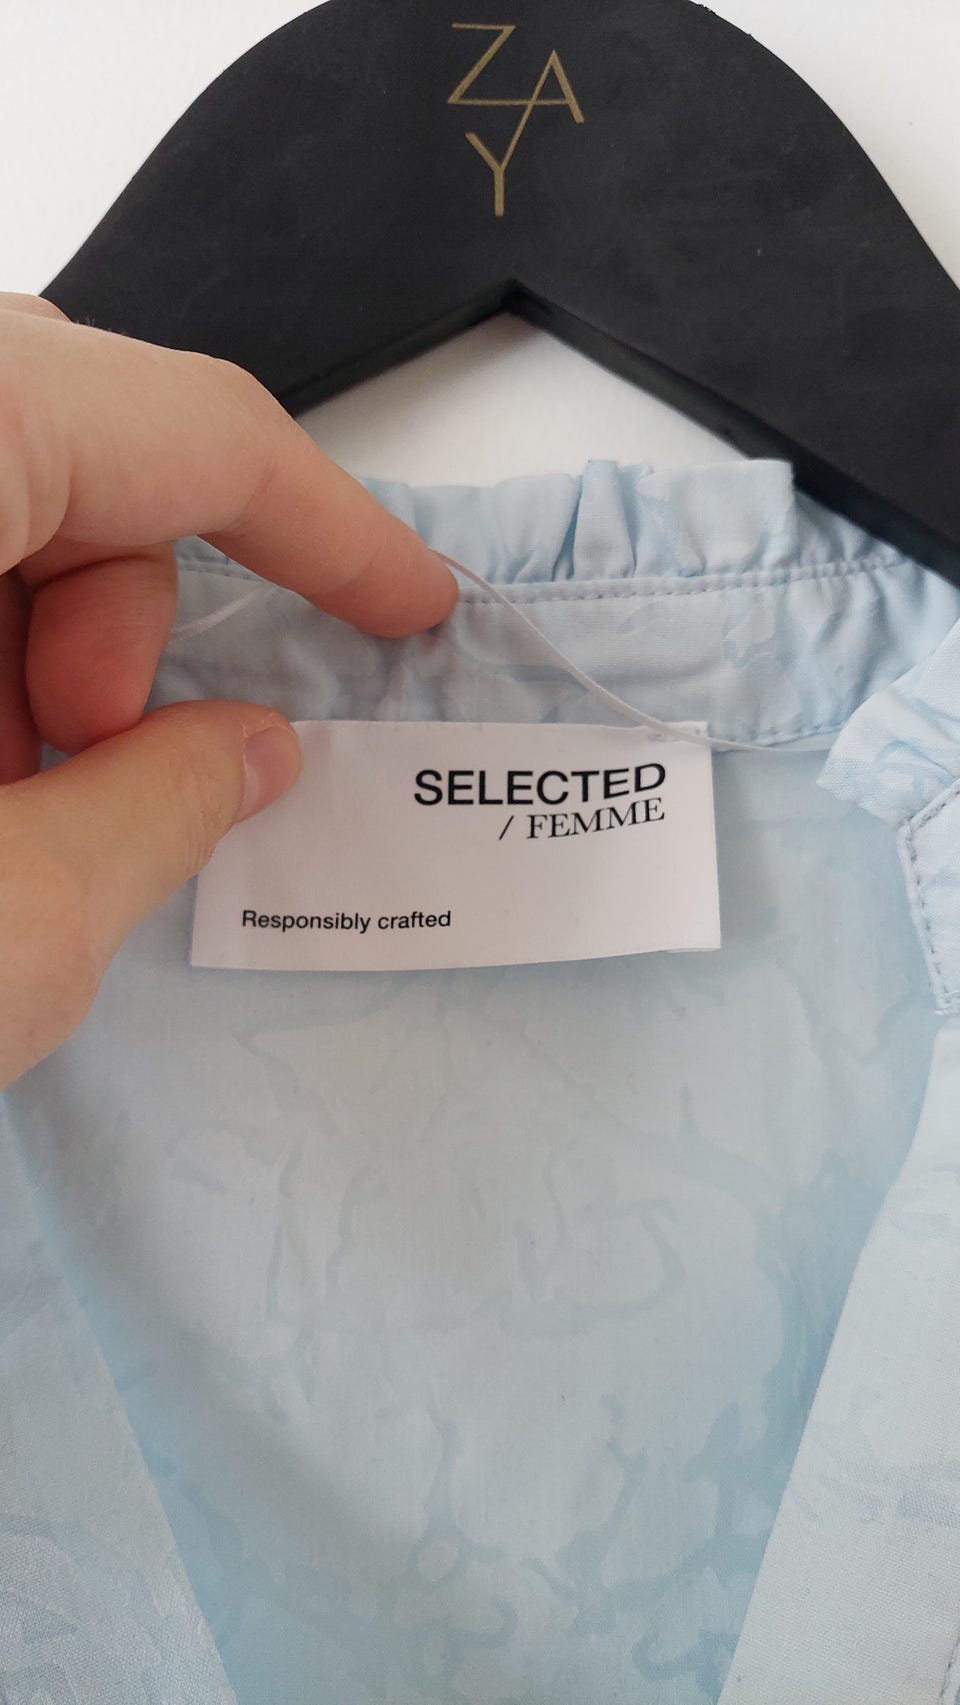 ZAY
SELECTED
/ FEMME
Responsibly crafted